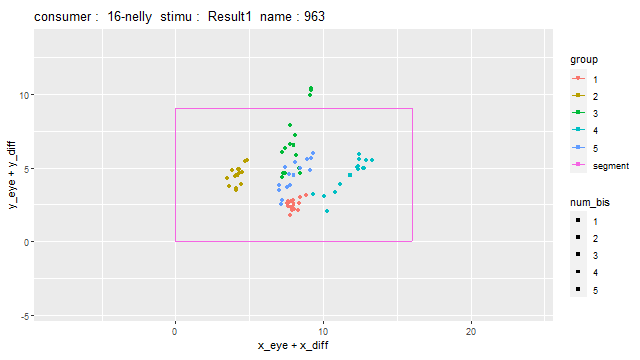 consumer :  16-nelly  stimu :  Result1  name : 963
y_eye + y_diff
10
5
0
-5
0
10
20
x_eye + x_diff
group
1
2
3
4
5
segment
num_bis
1
2
3
4
5